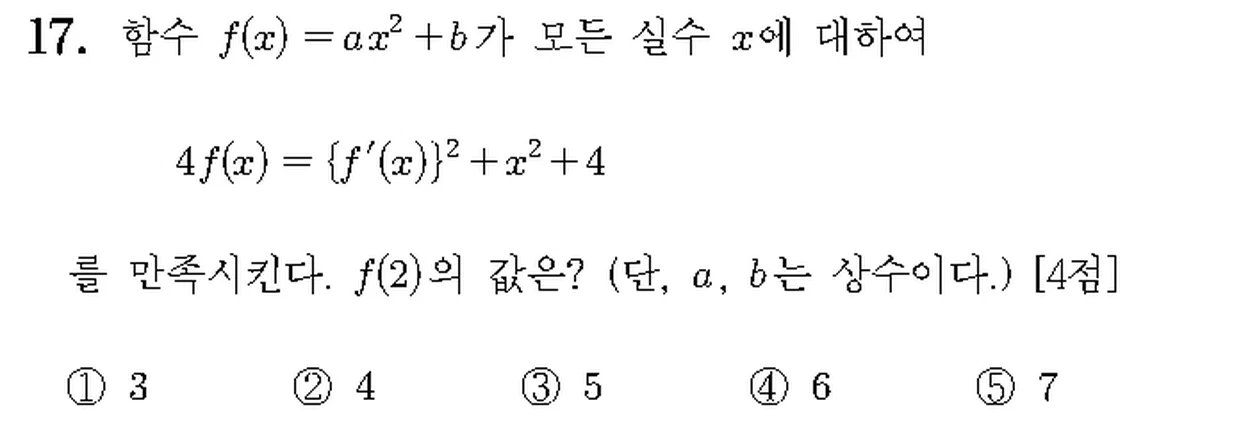 17. 함수 f(x) = ax² + b가 모든 실수 x에 대하여
4f(x) = {f′(x)}² + x² + 4
를 만족시킨다. f(2)의 값은? (단, a, b는 상수이다.) [4점]
① 3 ② 4 ③ 5 ④ 6 ⑤ 7